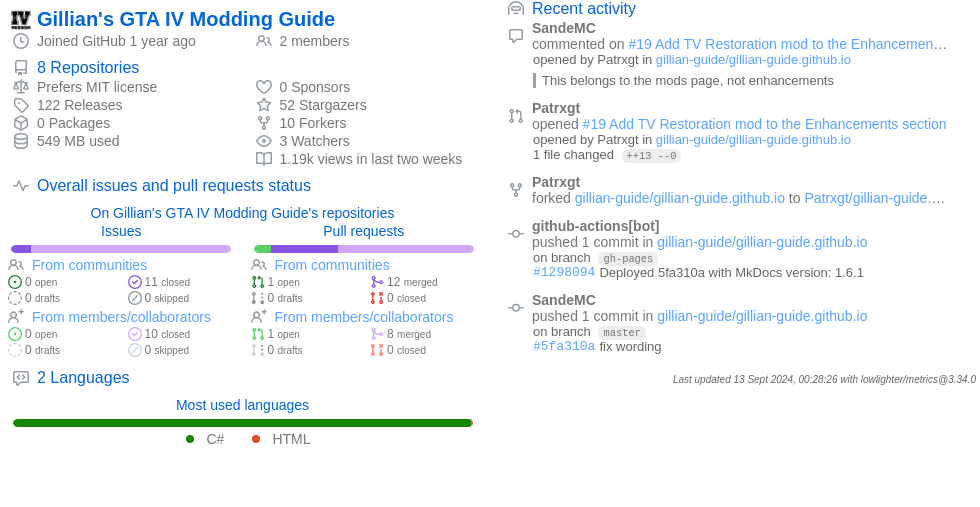 Gillian's GTA IV Modding Guide
Joined GitHub 1 year ago
2 members
8 Repositories
Prefers MIT license
122 Releases
0 Packages
549 MB used
0 Sponsors
52 Stargazers
10 Forkers
3 Watchers
1.19k views in last two weeks
Overall issues and pull requests status
On Gillian's GTA IV Modding Guide's repositories
Issues
From communities
0 open
11 closed
0 drafts
0 skipped
From members/collaborators
0 open
10 closed
0 drafts
0 skipped
Pull requests
From communities
1 open
12 merged
0 drafts
0 closed
From members/collaborators
1 open
8 merged
0 drafts
0 closed
2 Languages
Most used languages
C#
HTML
Recent activity
SandeMC
commented on #19 Add TV Restoration mod to the Enhancemen…
opened by Patrxgt in gillian-guide/gillian-guide.github.io
This belongs to the mods page, not enhancements
Patrxgt
opened #19 Add TV Restoration mod to the Enhancements section
opened by Patrxgt in gillian-guide/gillian-guide.github.io
1 file changed ++13 --0
Patrxgt
forked gillian-guide/gillian-guide.github.io to Patrxgt/gillian-guide.…
github-actions[bot]
pushed 1 commit in gillian-guide/gillian-guide.github.io
on branch gh-pages
#1298094 Deployed 5fa310a with MkDocs version: 1.6.1
SandeMC
pushed 1 commit in gillian-guide/gillian-guide.github.io
on branch master
#5fa310a fix wording
Last updated 13 Sept 2024, 00:28:26 with lowlighter/metrics@3.34.0